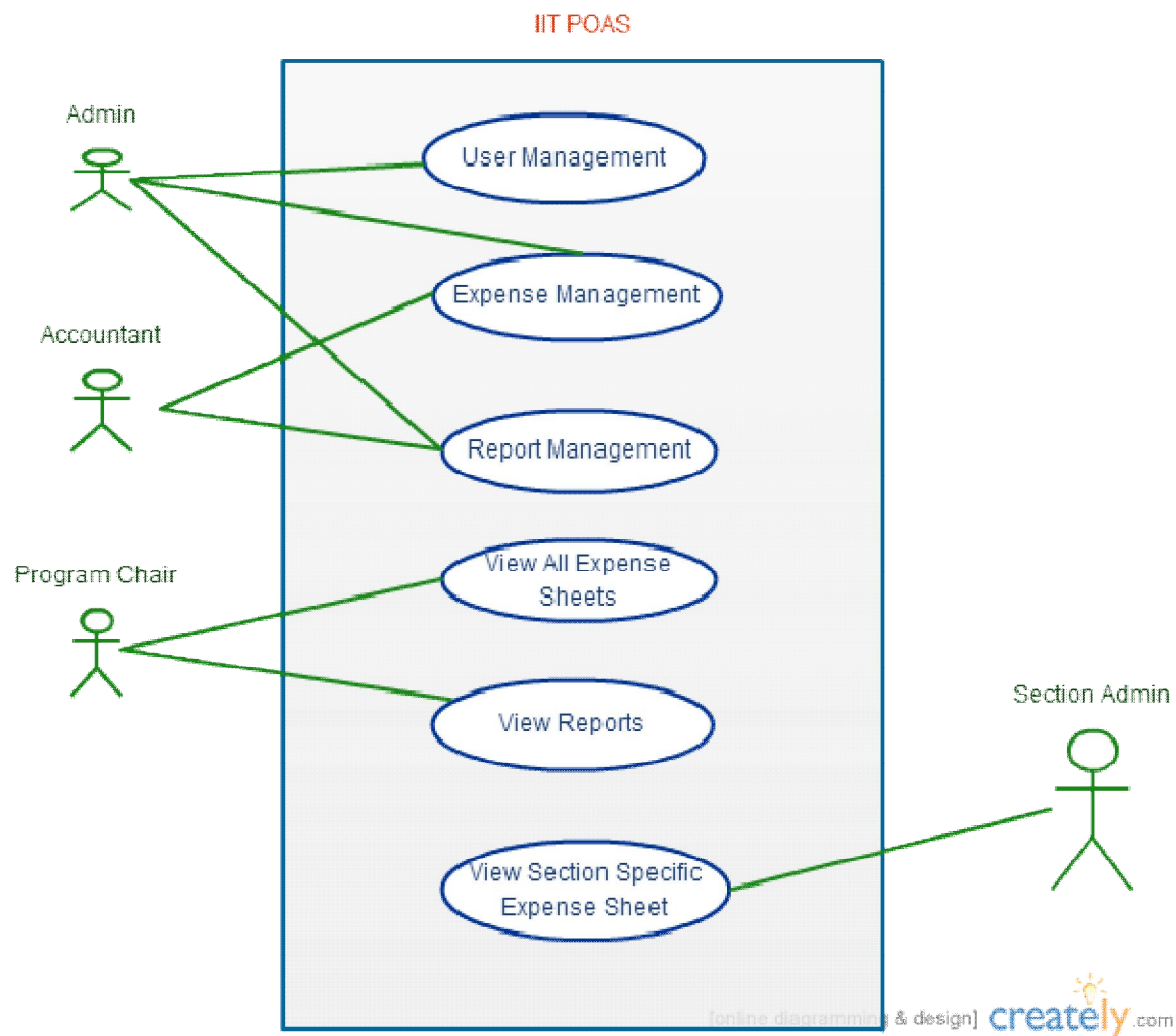 IIT POAS
Admin
User Management
Expense Management
Accountant
Report Management
View All Expense
Sheets
Program Chair
View Reports
Section Admin
View Section Specific
Expense Sheet
[online diagramming & design] creately.com